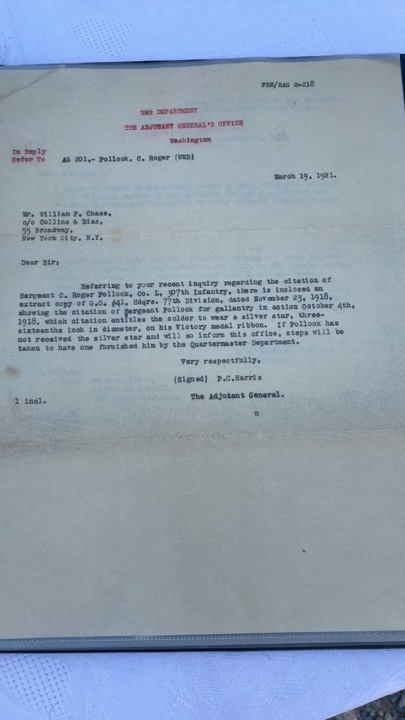 FBN/RAG 2-218
WAR DEPARTMENT
THE ADJUTANT GENERAL'S OFFICE
Washington
In Reply
Refer To AG 201,- Pollock, C. Roger (WRD)
March 19, 1921.
Mr. William P. Chase,
c/o Collins & Dias,
55 Broadway,
New York City, N.Y.
Dear Sir:
Referring to your recent inquiry regarding the citation of
Sergeant C. Roger Pollock, Co. L, 307th Infantry, there is inclosed an
extract copy of G.O. #41, Hdqrs. 77th Division, dated November 23, 1918,
showing the citation of Sergeant Pollock for gallantry in action October 4th,
1918, which citation entitles the solder to wear a silver star, three-
sixteenths inch in diameter, on his Victory medal ribbon. If Pollock has
not received the silver star and will so inform this office, steps will be
taken to have one furnished him by the Quartermaster Department.
Very respectfully,
(Signed) P.C.Harris
The Adjutant General.
1 incl.
n